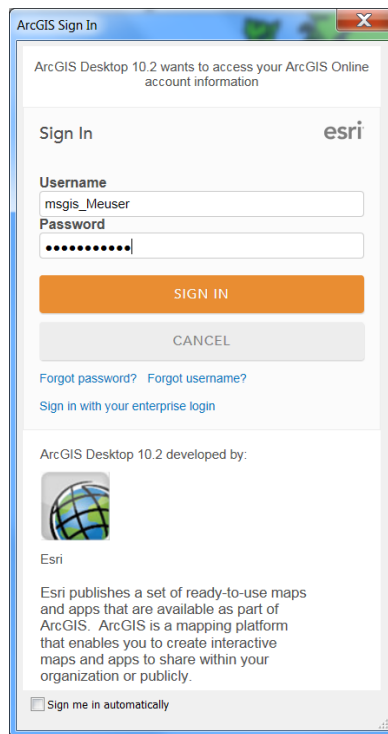 ArcGIS Sign In
X
ArcGIS Desktop 10.2 wants to access your ArcGIS Online
account information
Sign In
esri
Username
msgis_Meuser
Password
●●●●●●●●●●●
SIGN IN
CANCEL
Forgot password? Forgot username?
Sign in with your enterprise login
ArcGIS Desktop 10.2 developed by:
Esri
Esri publishes a set of ready-to-use maps
and apps that are available as part of
ArcGIS. ArcGIS is a mapping platform
that enables you to create interactive
maps and apps to share within your
organization or publicly.
Sign me in automatically